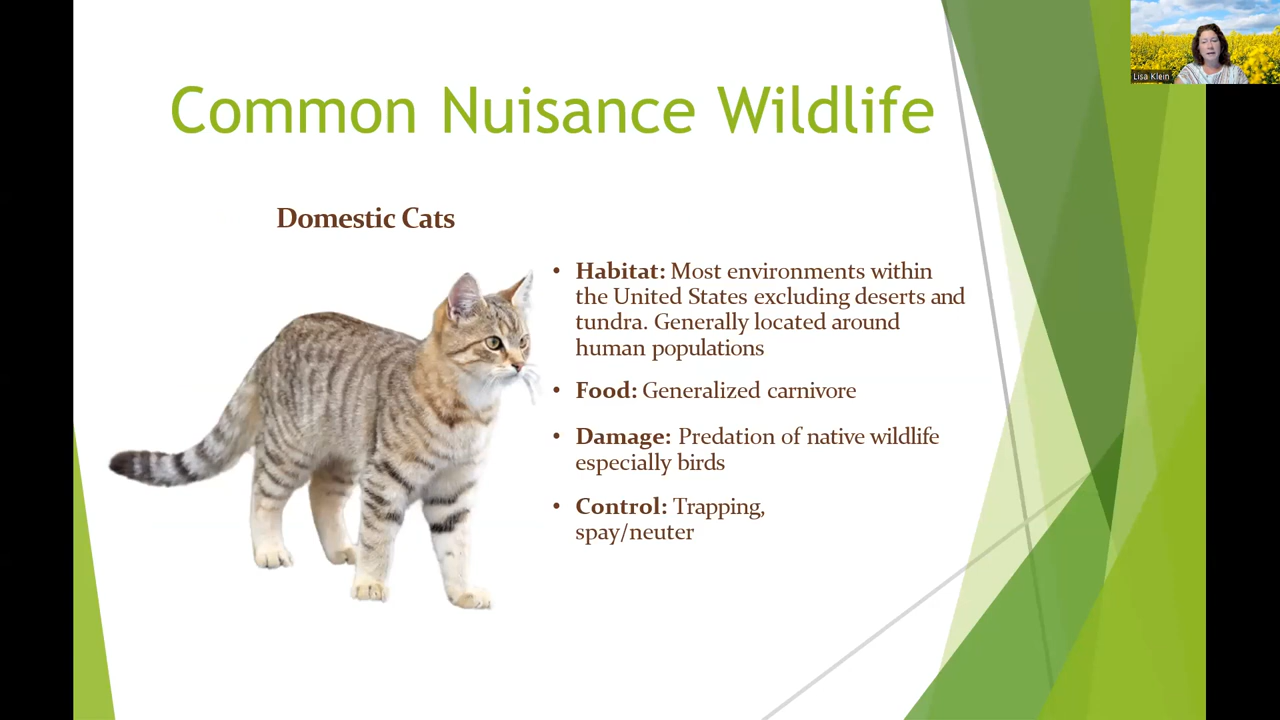 Common Nuisance Wildlife
Lisa Klein
Domestic Cats
• Habitat: Most environments within
the United States excluding deserts and
tundra. Generally located around
human populations
• Food: Generalized carnivore
• Damage: Predation of native wildlife
especially birds
• Control: Trapping,
spay/neuter